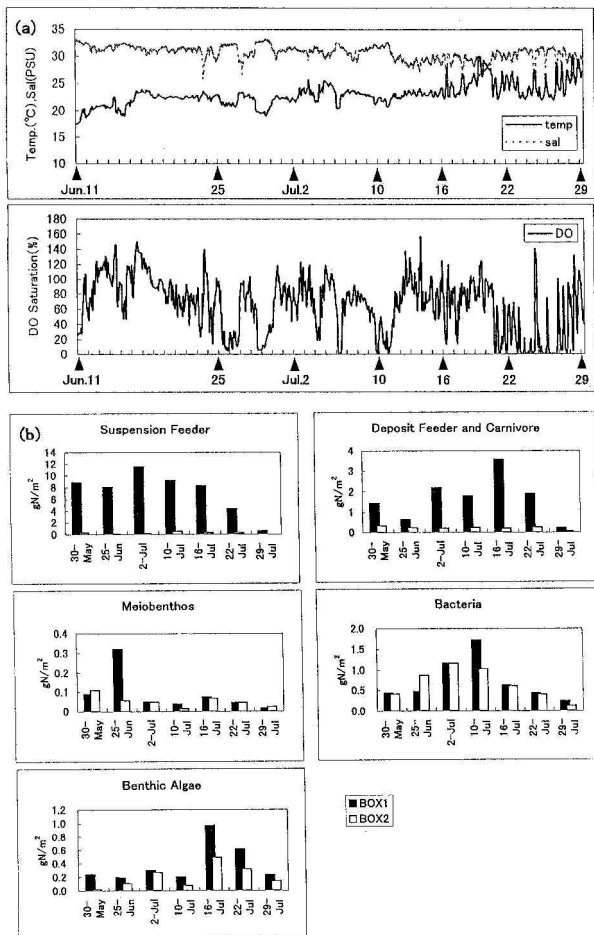 (a)
Temp.(°C),Sal(PSU)
35
30
25
20
15
10
temp
sal
Jun.11
25
Jul.2
10
16
22
29
DO Saturation(%)
180
160
140
120
100
80
60
40
20
0
DO
Jun.11
25
Jul.2
10
16
22
29
(b)
Suspension Feeder
gN/m²
14
12
10
8
6
4
2
0
30-May
25-Jun
2-Jul
10-Jul
16-Jul
22-Jul
29-Jul
Deposit Feeder and Carnivore
gN/m²
4
3
2
1
0
30-May
25-Jun
2-Jul
10-Jul
16-Jul
22-Jul
29-Jul
Meiobenthos
gN/m²
0.4
0.3
0.2
0.1
0
30-May
25-Jun
2-Jul
10-Jul
16-Jul
22-Jul
29-Jul
Bacteria
gN/m²
2.0
1.5
1.0
0.5
0.0
30-May
25-Jun
2-Jul
10-Jul
16-Jul
22-Jul
29-Jul
Benthic Algae
gN/m²
1.2
1.0
0.8
0.6
0.4
0.2
0.0
30-May
25-Jun
2-Jul
10-Jul
16-Jul
22-Jul
29-Jul
BOX1
BOX2